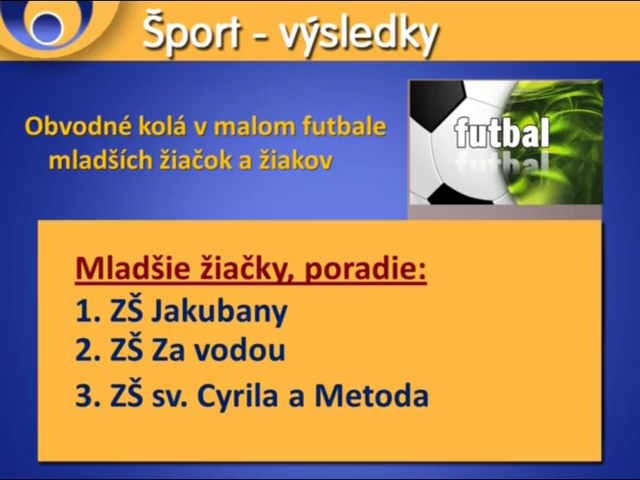 Šport - výsledky
Obvodné kolá v malom futbale
mladších žiačok a žiakov
futbal
Mladšie žiačky, poradie:
1. ZŠ Jakubany
2. ZŠ Za vodou
3. ZŠ sv. Cyrila a Metoda